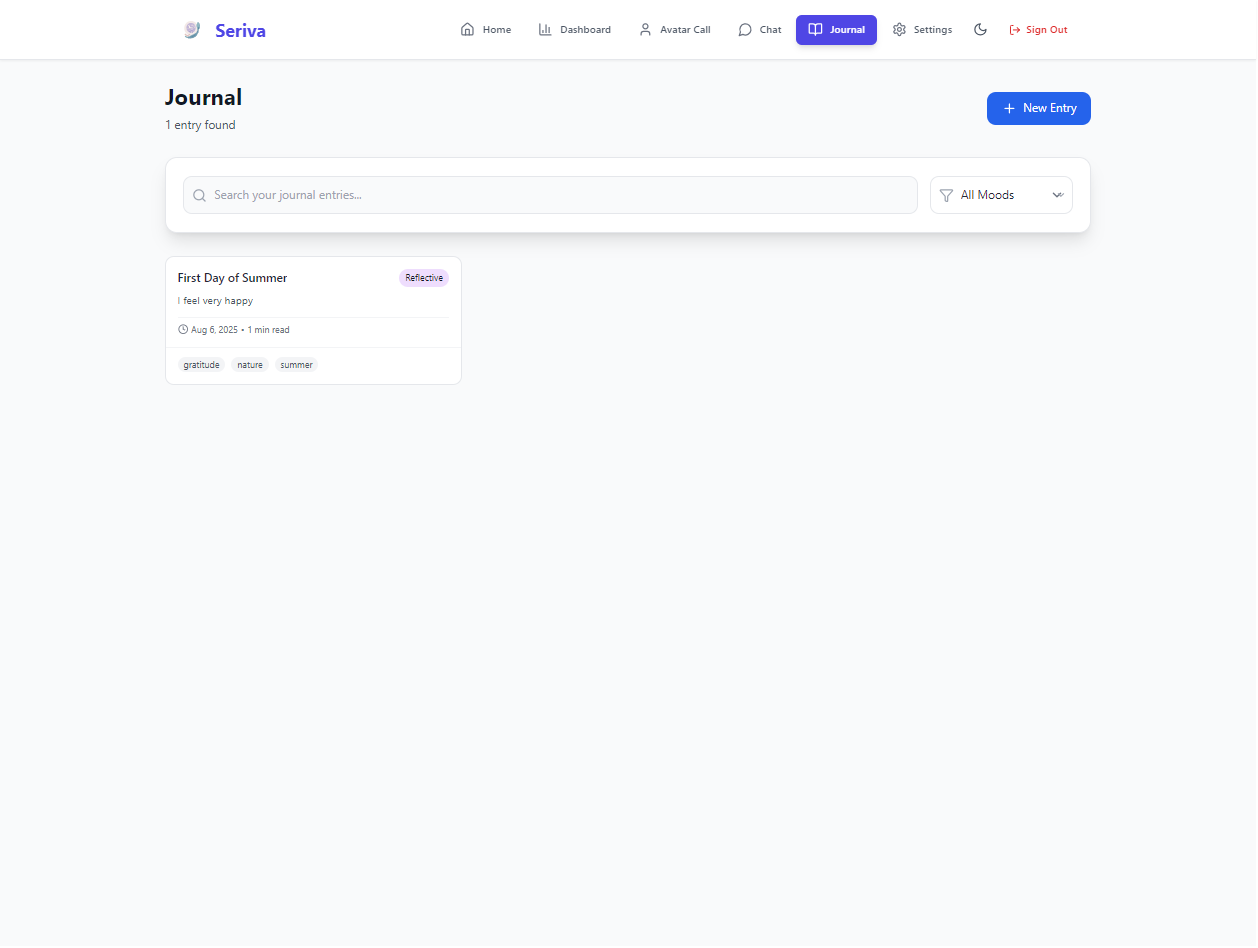 Seriva
Home
Dashboard
Avatar Call
Chat
Journal
Settings
Sign Out
Journal
1 entry found
New Entry
Search your journal entries...
All Moods
First Day of Summer
Reflective
I feel very happy
Aug 6, 2025 • 1 min read
gratitude nature summer